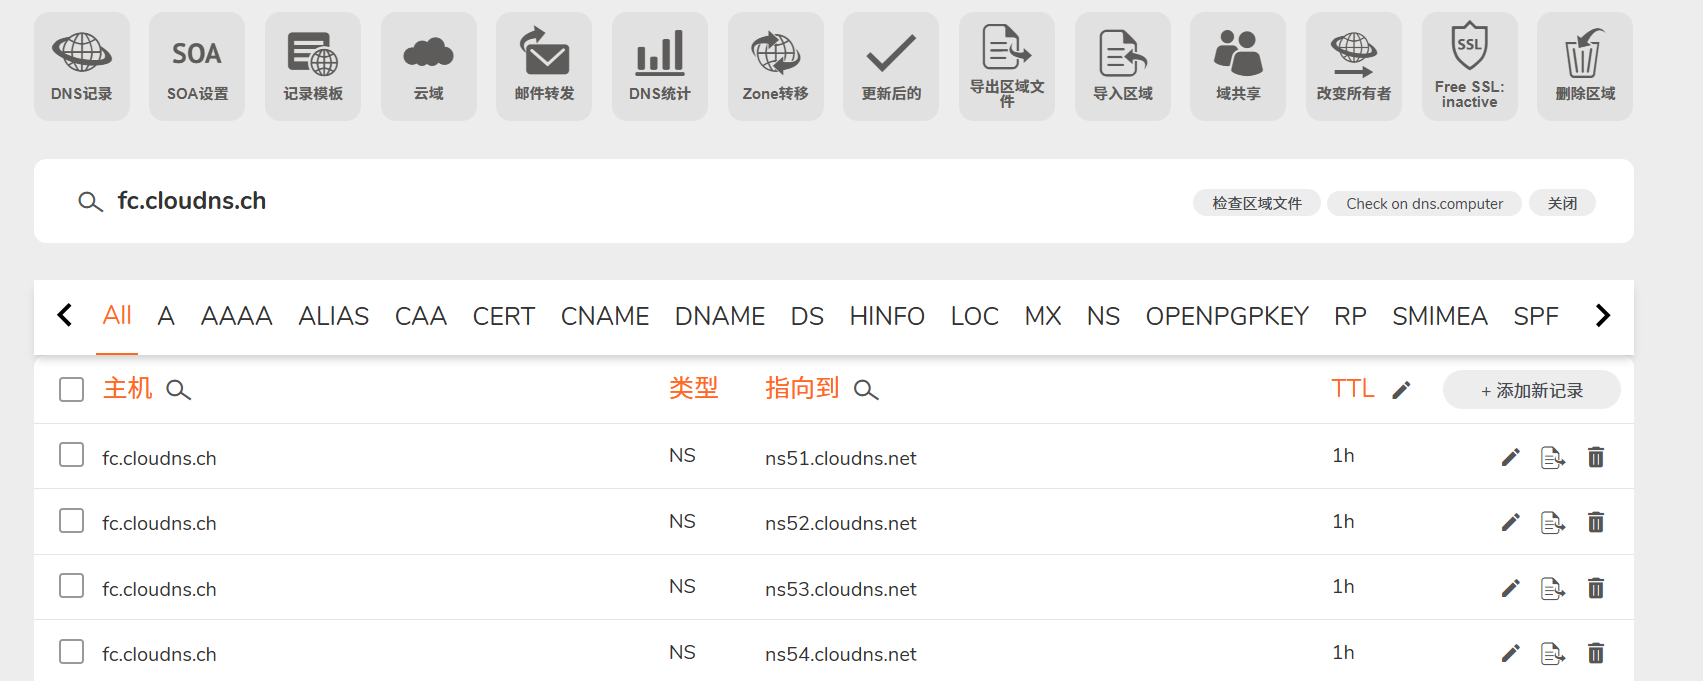 DNS记录
SOA
SOA设置
记录模板
云域
邮件转发
DNS统计
Zone转移
更新后的
导出区域文
件
导入区域
域共享
改变所有者
SSL
Free SSL:
inactive
删除区域
fc.cloudns.ch
检查区域文件
Check on dns.computer
关闭
All A AAAA ALIAS CAA CERT CNAME DNAME DS HINFO LOC MX NS OPENPGPKEY RP SMIMEA SPF
主机 类型 指向到 TTL + 添加新记录
fc.cloudns.ch NS ns51.cloudns.net 1h
fc.cloudns.ch NS ns52.cloudns.net 1h
fc.cloudns.ch NS ns53.cloudns.net 1h
fc.cloudns.ch NS ns54.cloudns.net 1h